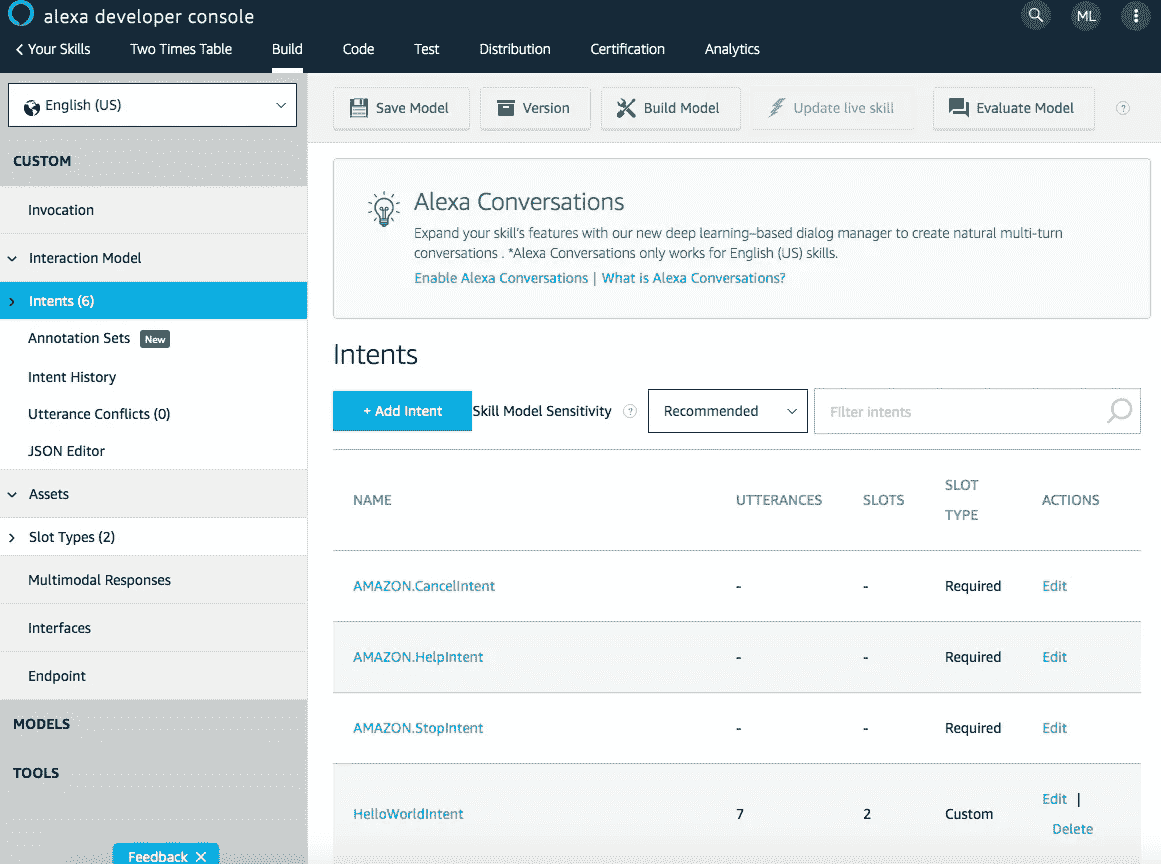 alexa developer console
ML
Your Skills Two Times Table Build Code Test Distribution Certification Analytics
English (US)
Save Model Version Build Model Update live skill Evaluate Model ?
CUSTOM
Invocation
Interaction Model
Intents (6)
Annotation Sets New
Intent History
Utterance Conflicts (0)
JSON Editor
Assets
Slot Types (2)
Multimodal Responses
Interfaces
Endpoint
MODELS
TOOLS
Feedback
Alexa Conversations
Expand your skill's features with our new deep learning-based dialog manager to create natural multi-turn
conversations . *Alexa Conversations only works for English (US) skills.
Enable Alexa Conversations | What is Alexa Conversations?
Intents
+ Add Intent Skill Model Sensitivity ? Recommended Filter intents
NAME UTTERANCES SLOTS SLOT TYPE ACTIONS
AMAZON.CancelIntent - - Required Edit
AMAZON.HelpIntent - - Required Edit
AMAZON.StopIntent - - Required Edit
HelloWorldIntent 7 2 Custom Edit |
Delete